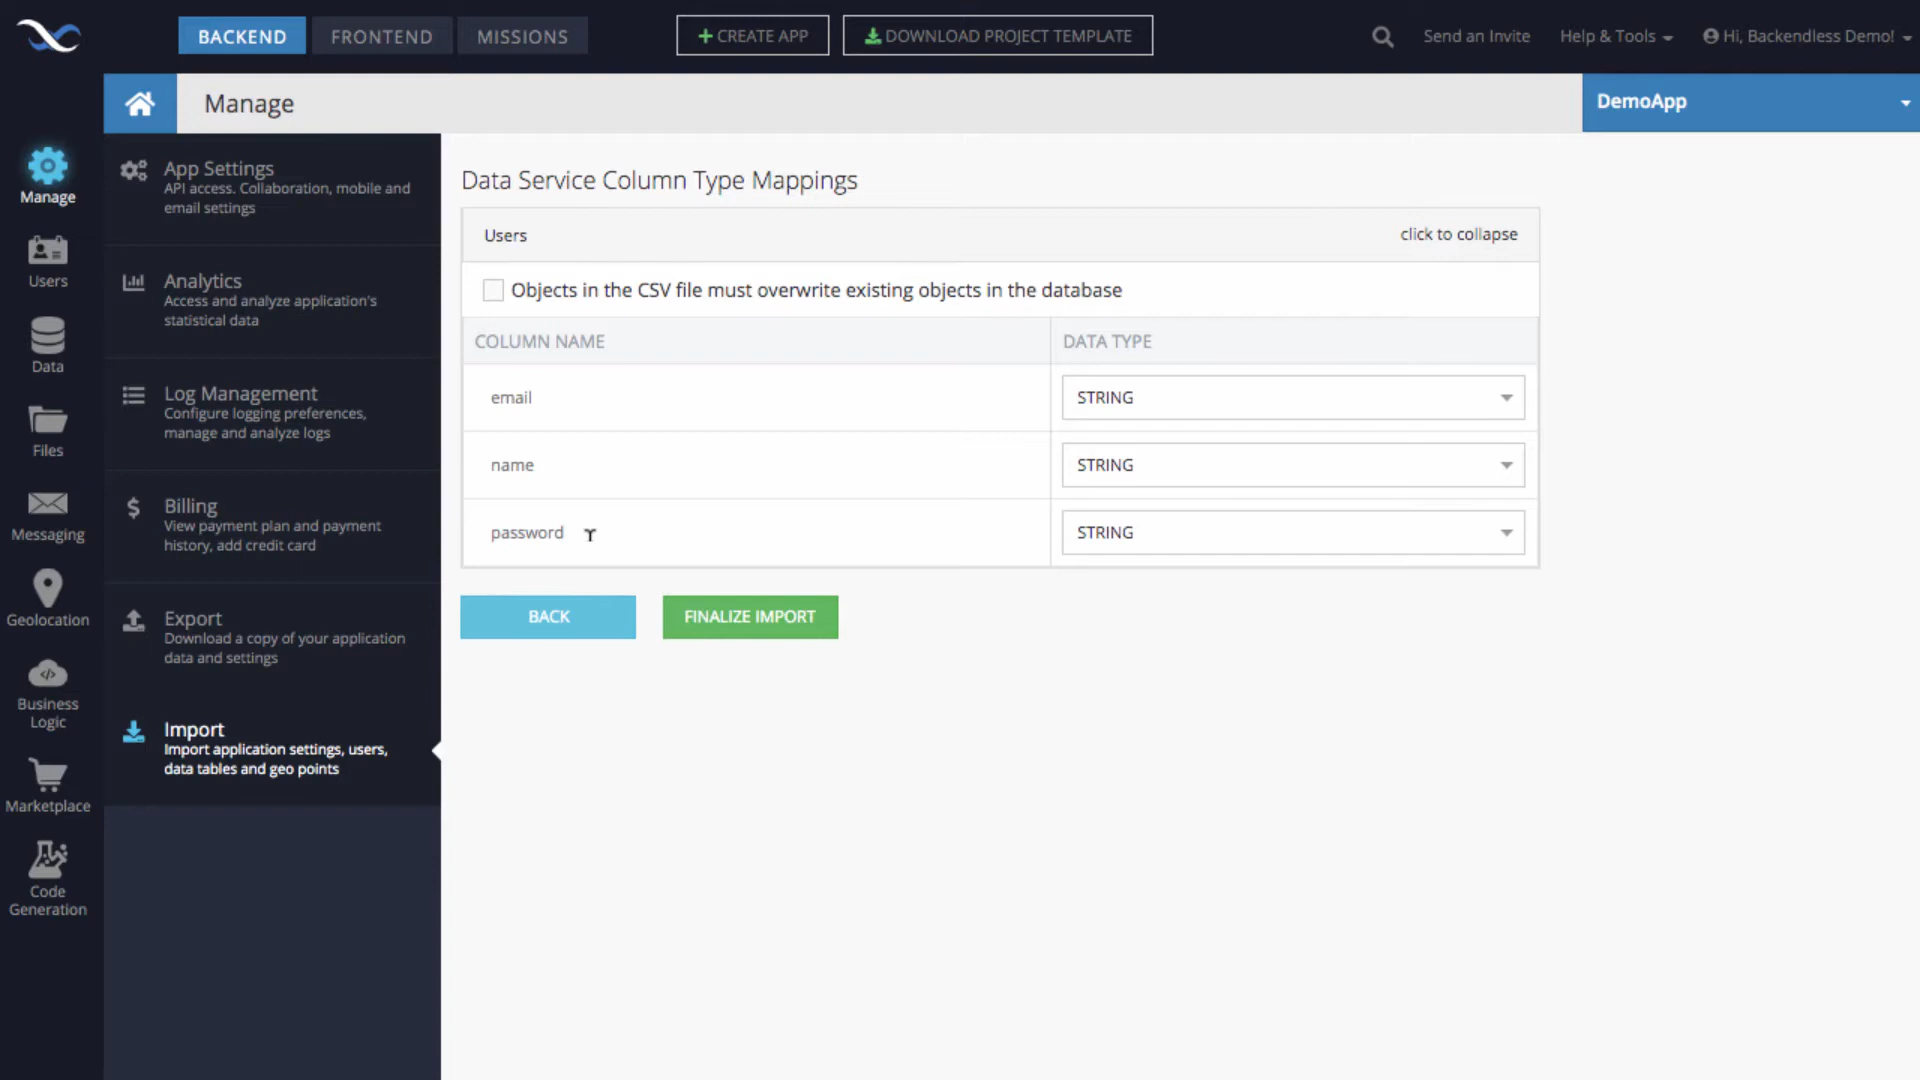 BACKEND
FRONTEND
MISSIONS
CREATE APP
DOWNLOAD PROJECT TEMPLATE
Send an Invite
Help & Tools
Hi, Backendless Demo!
Manage
DemoApp
Manage
Users
Data
Files
Messaging
Geolocation
Business
Logic
Marketplace
Code
Generation
App Settings
API access. Collaboration, mobile and
email settings
Analytics
Access and analyze application's
statistical data
Log Management
Configure logging preferences,
manage and analyze logs
Billing
View payment plan and payment
history, add credit card
Export
Download a copy of your application
data and settings
Import
Import application settings, users,
data tables and geo points
Data Service Column Type Mappings
Users
click to collapse
Objects in the CSV file must overwrite existing objects in the database
COLUMN NAME
DATA TYPE
email
STRING
name
STRING
password
STRING
BACK
FINALIZE IMPORT